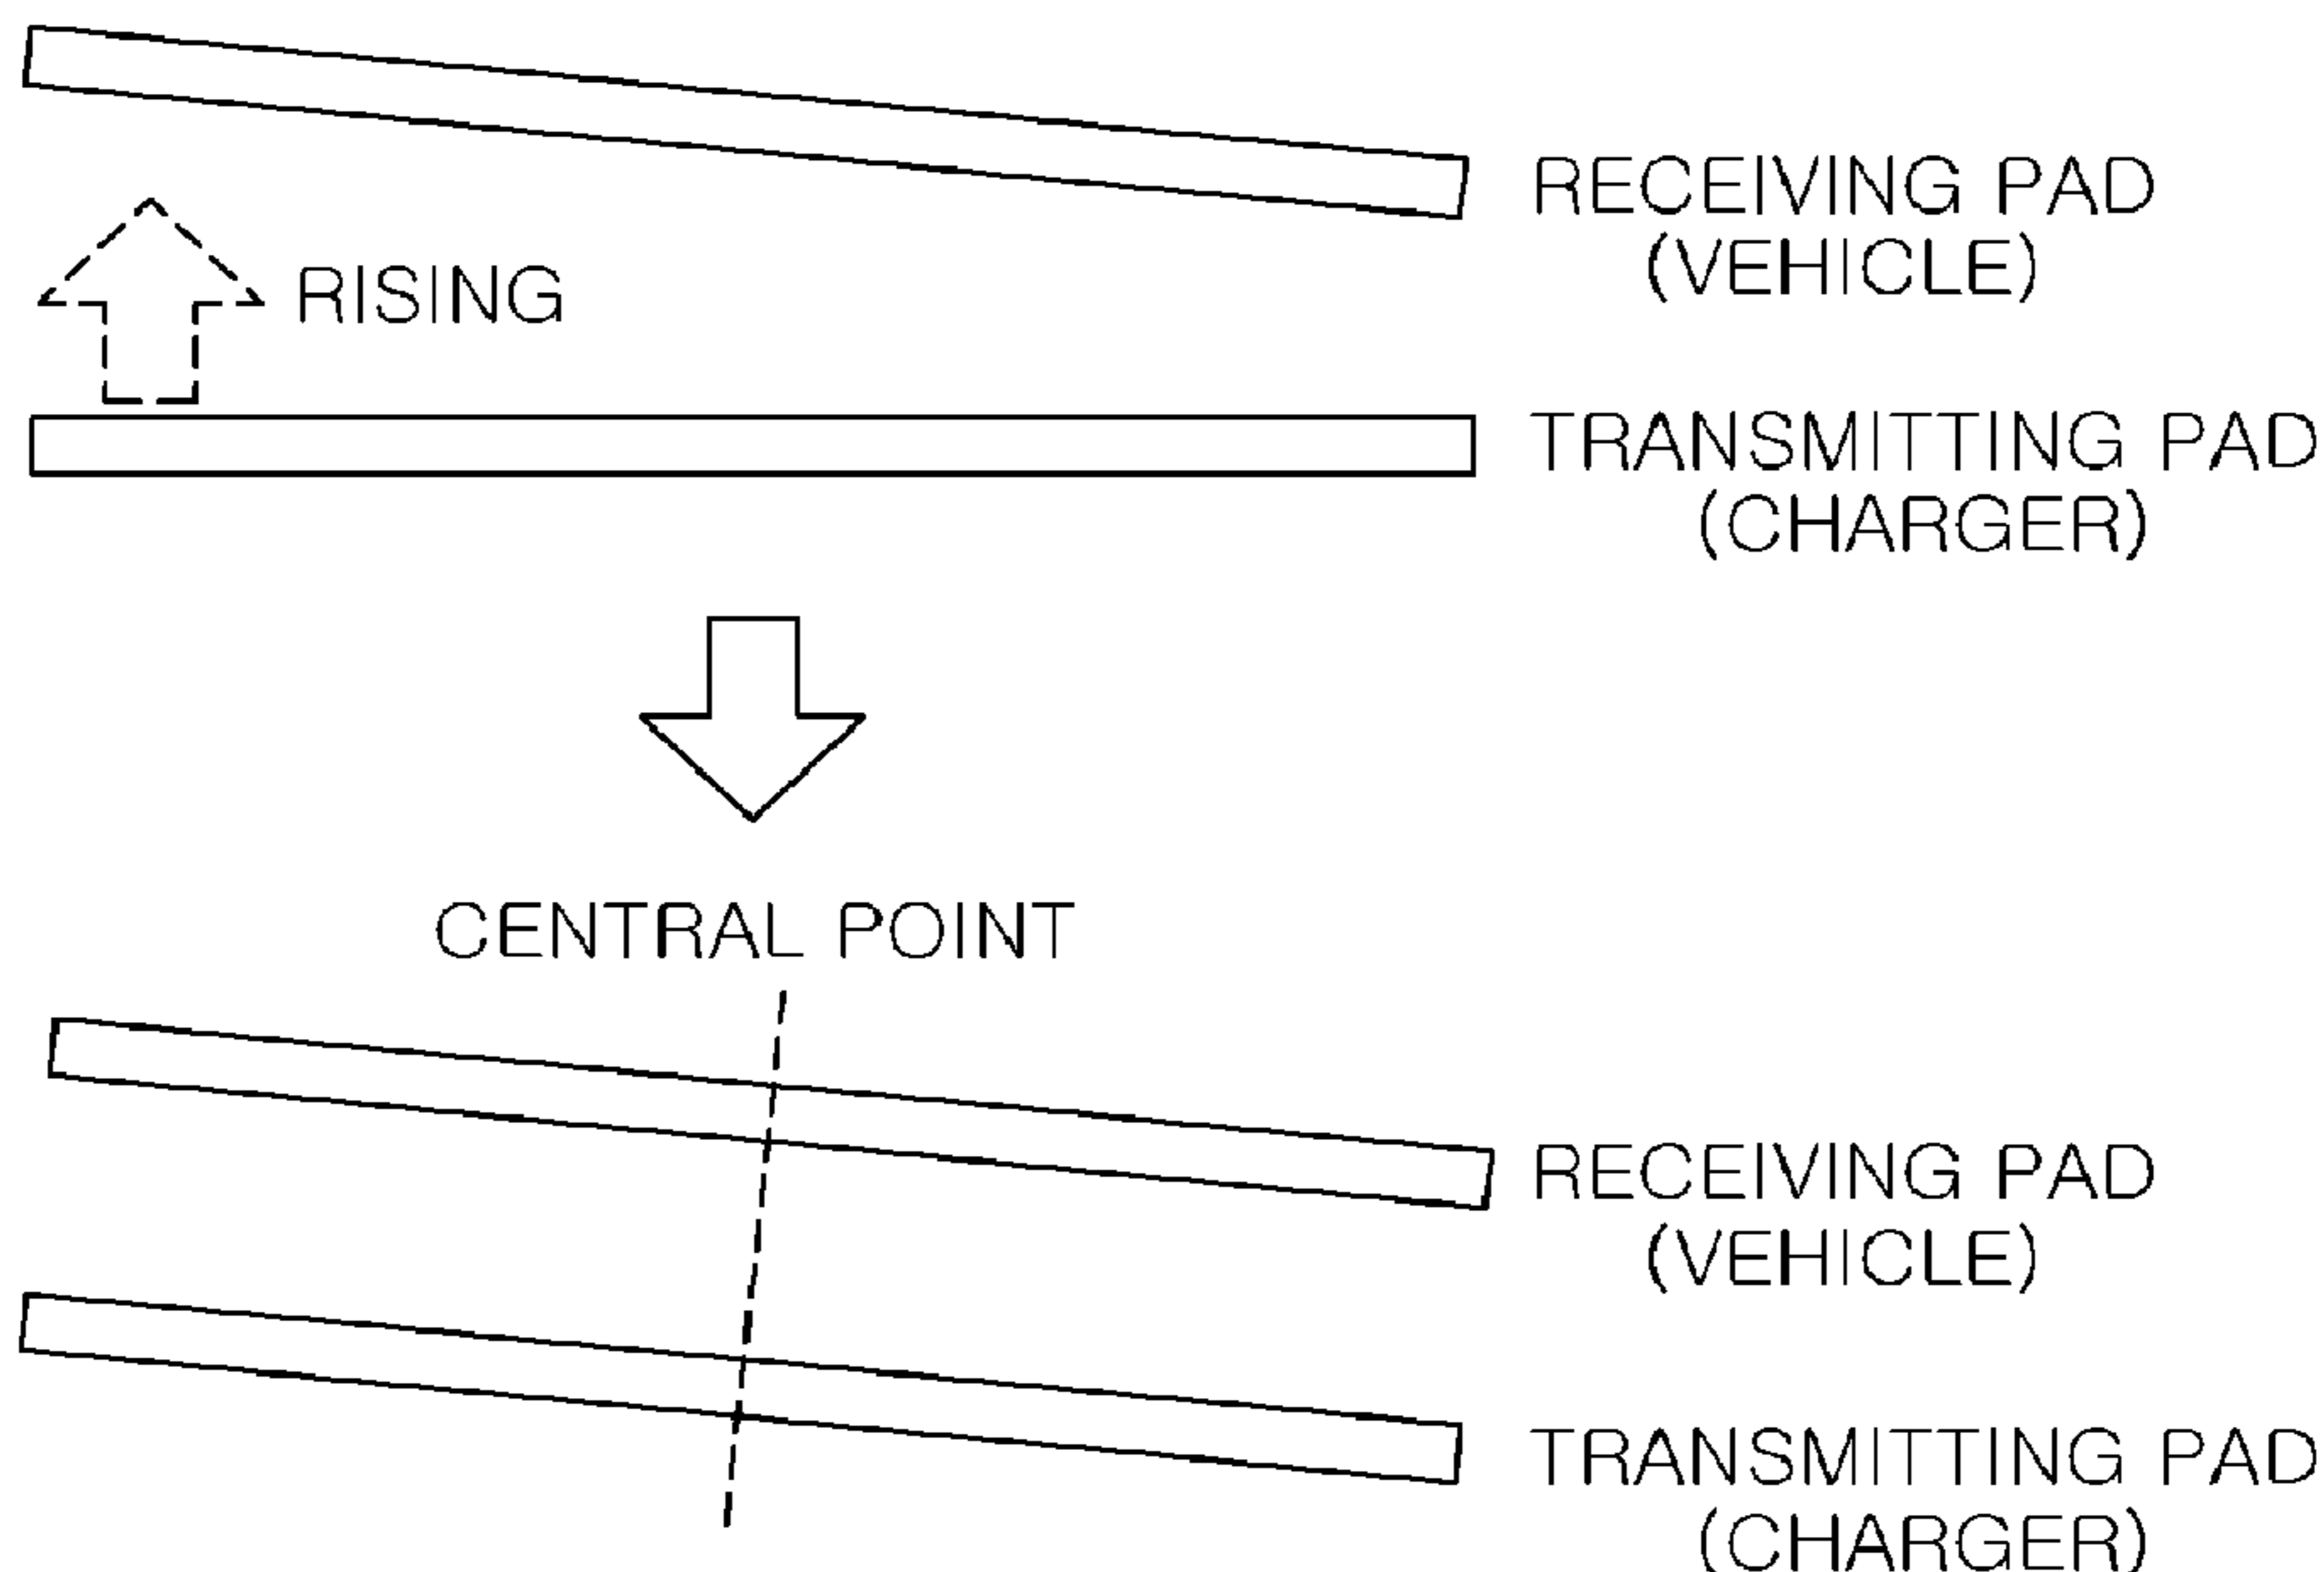 RECEIVING PAD
(VEHICLE)
RISING
TRANSMITTING PAD
(CHARGER)
CENTRAL POINT
RECEIVING PAD
(VEHICLE)
TRANSMITTING PAD
(CHARGER)